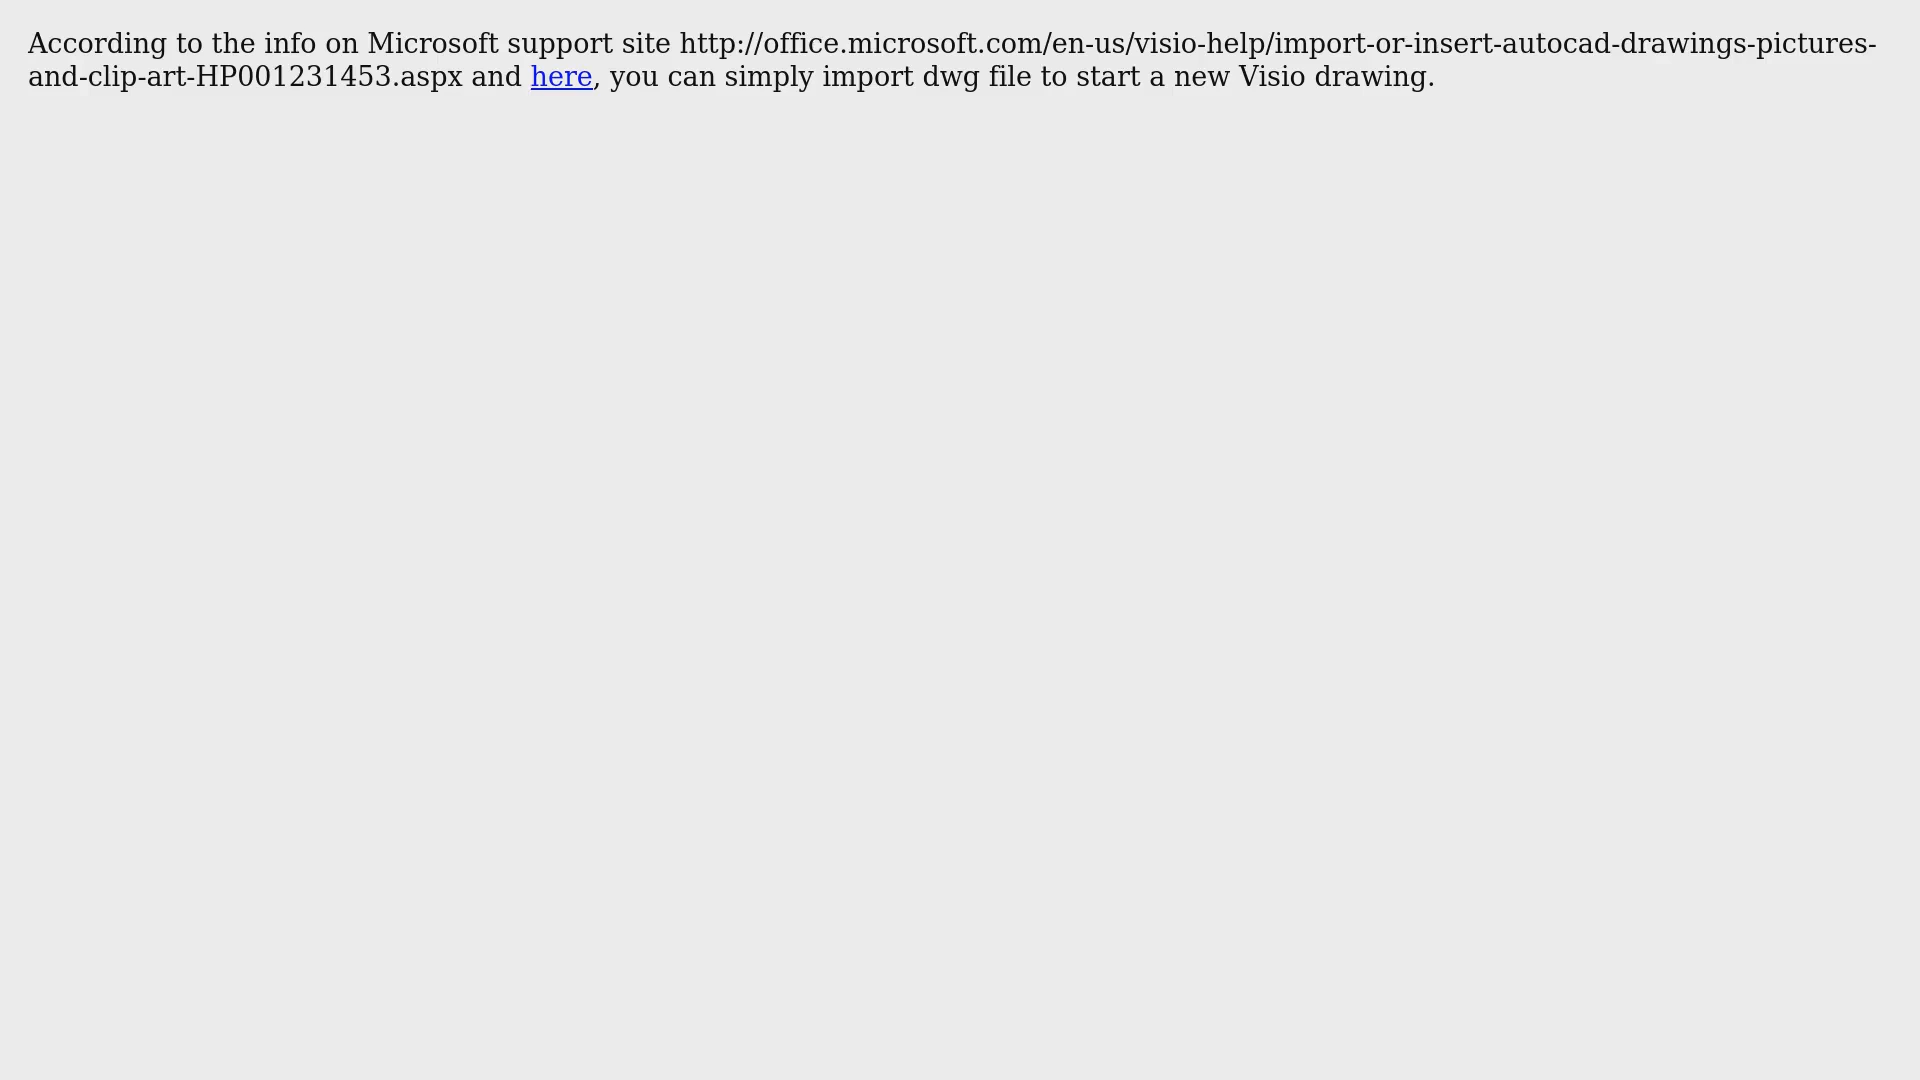 According to the info on Microsoft support site http://office.microsoft.com/en-us/visio-help/import-or-insert-autocad-drawings-pictures-
and-clip-art-HP001231453.aspx and here, you can simply import dwg file to start a new Visio drawing.